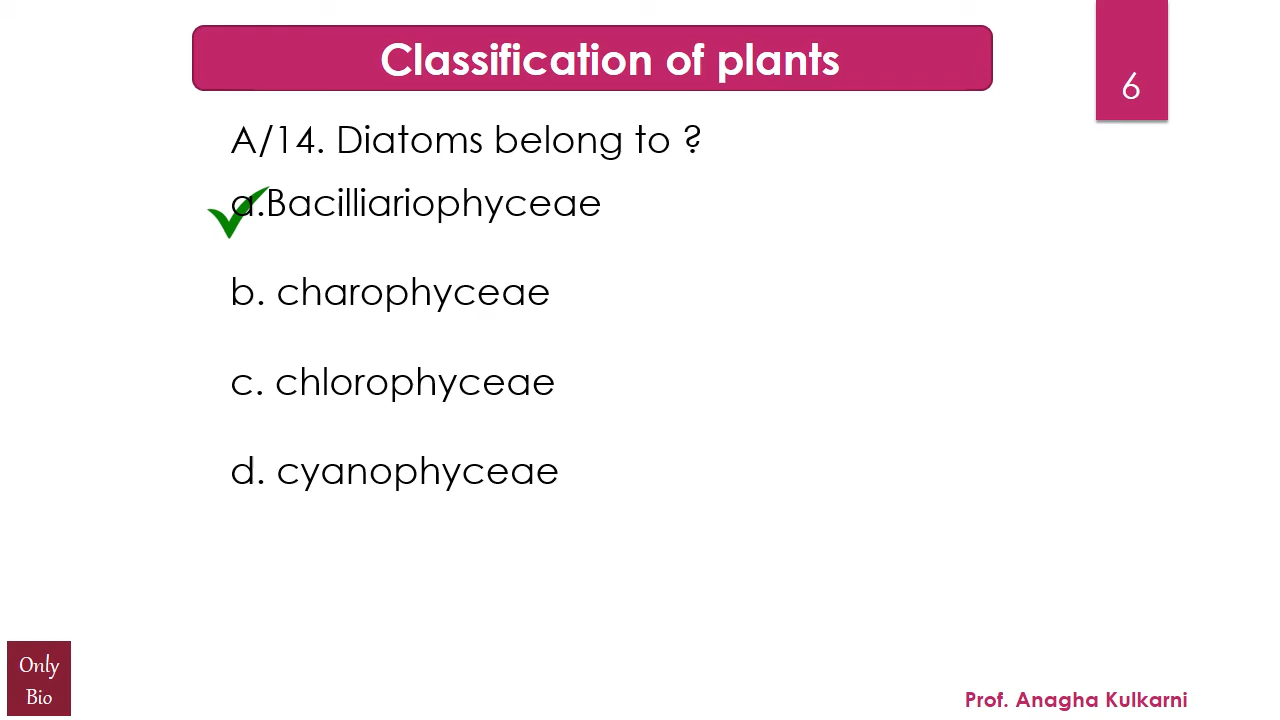 Classification of plants
6
A/14. Diatoms belong to ?
a.Bacilliariophyceae
b. charophyceae
c. chlorophyceae
d. cyanophyceae
Only
Bio
Prof. Anagha Kulkarni